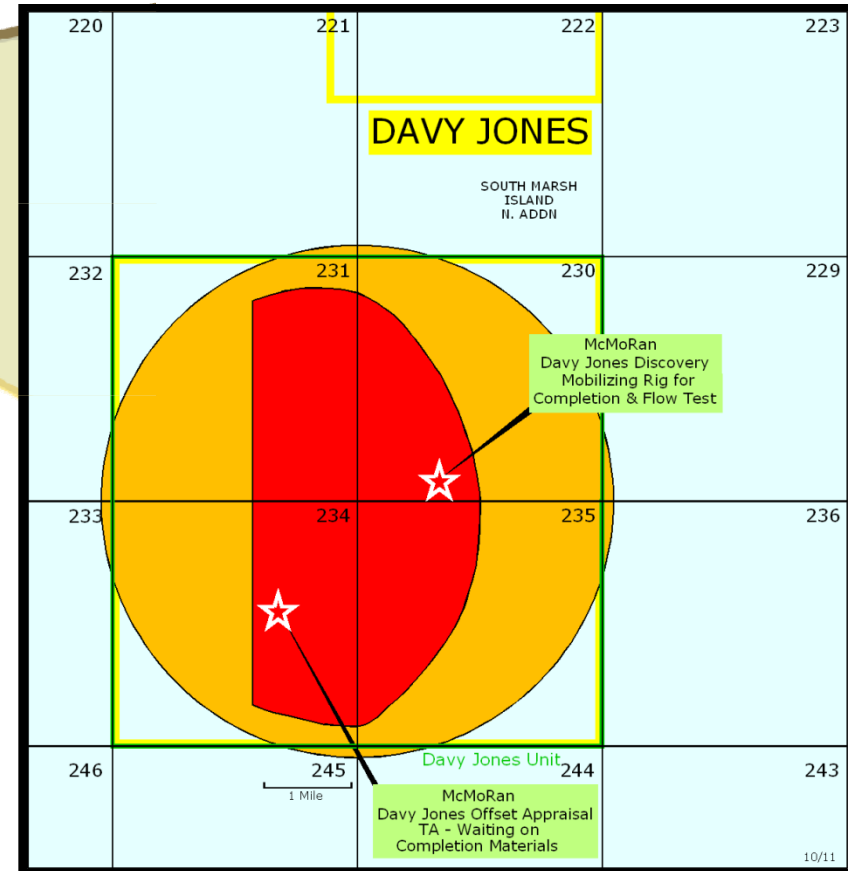 220
221
222
223
DAVY JONES
SOUTH MARSH
ISLAND
N. ADDN
232
231
230
229
McMoRan
Davy Jones Discovery
Mobilizing Rig for
Completion & Flow Test
233
234
235
236
Davy Jones Unit
246
245
244
243
1 Mile
McMoRan
Davy Jones Offset Appraisal
TA - Waiting on
Completion Materials
10/11